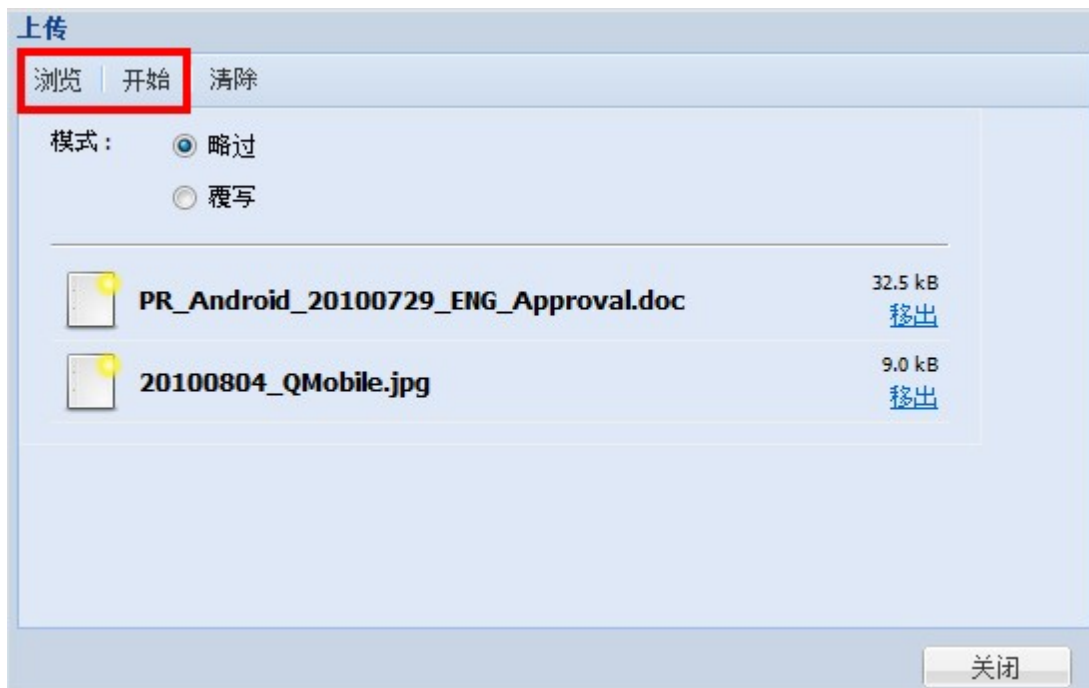 上传
浏览 开始 清除
模式： 略过
覆写
PR_Android_20100729_ENG_Approval.doc 32.5 kB
移出
20100804_QMobile.jpg 9.0 kB
移出
关闭